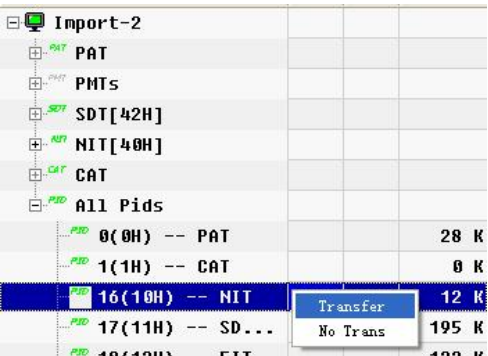 Import-2
PAT PAT
PMT PMTs
SDT SDT[42H]
NIT NIT[40H]
CAT CAT
PID All Pids
PID 0(0H) -- PAT 28 K
PID 1(1H) -- CAT 0 K
PID 16(10H) -- NIT 12 K
Transfer
PID 17(11H) -- SD... 195 K
No Trans